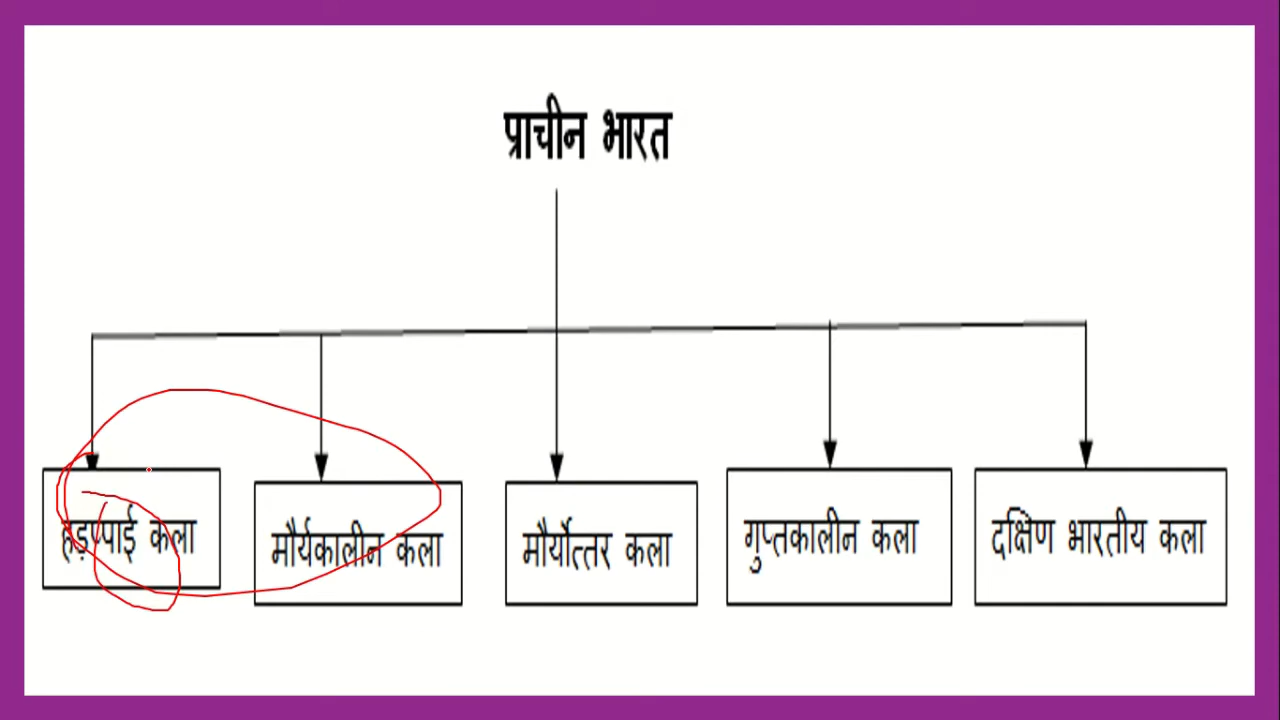 प्राचीन भारत
हड़प्पाई कला
मौर्यकालीन कला
मौर्योत्तर कला
गुप्तकालीन कला
दक्षिण भारतीय कला